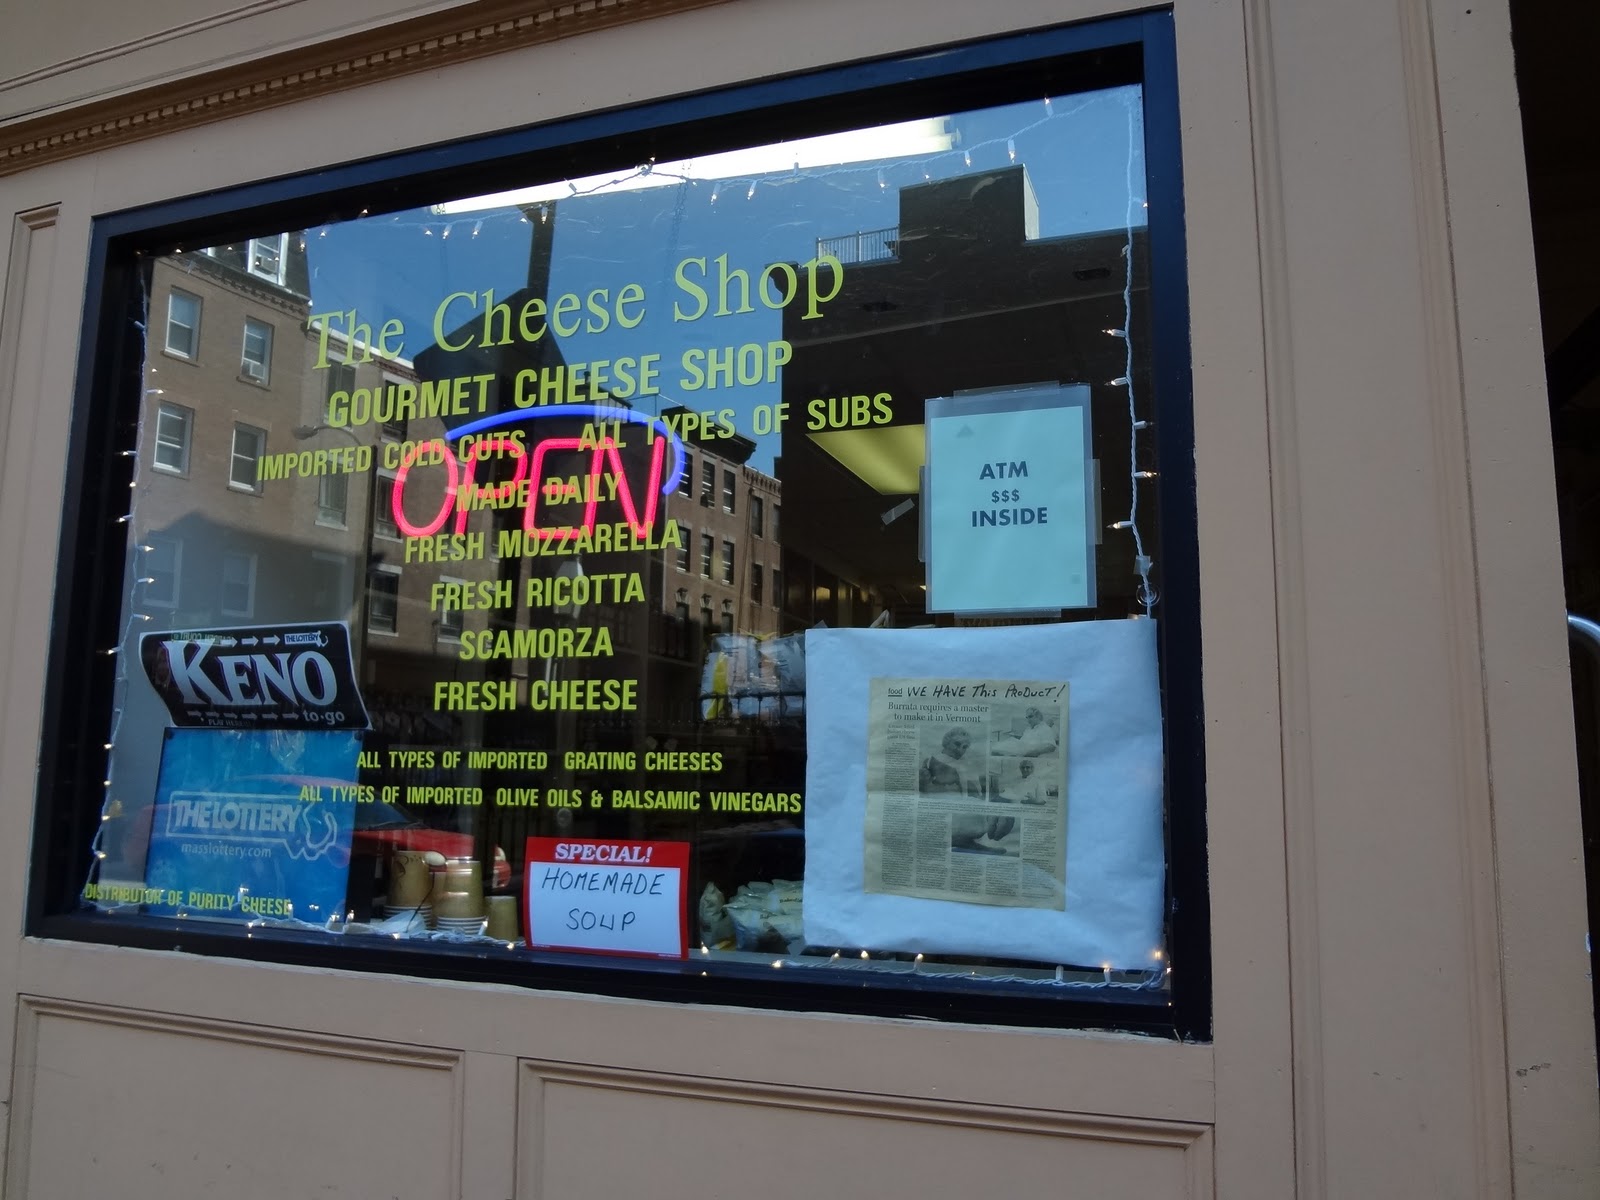 The Cheese Shop
GOURMET CHEESE SHOP
IMPORTED COLD CUTS ALL TYPES OF SUBS
MADE DAILY
OPEN
FRESH MOZZARELLA
FRESH RICOTTA
SCAMORZA
FRESH CHEESE
ALL TYPES OF IMPORTED GRATING CHEESES
ALL TYPES OF IMPORTED OLIVE OILS & BALSAMIC VINEGARS
DISTRIBUTOR OF PURITY CHEESE
ATM
$$$
INSIDE
THE LOTTERY
KENO
to·go
THE LOTTERY
masslottery.com
SPECIAL!
HOMEMADE
SOUP
food WE HAVE THIS PRODUCT!
Burrata requires a master
to make it in Vermont